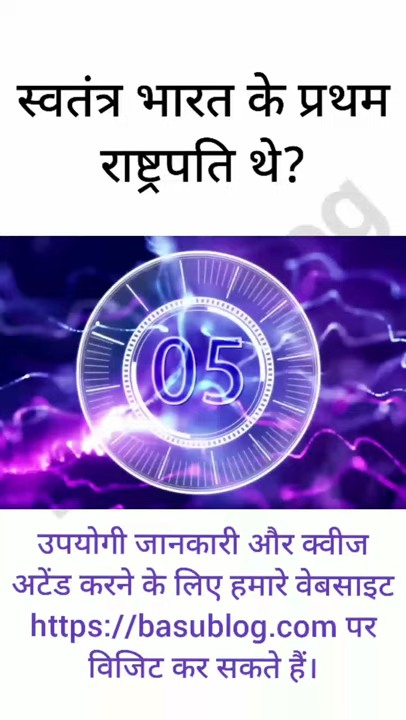 स्वतंत्र भारत के प्रथम
राष्ट्रपति थे?
05
उपयोगी जानकारी और क्वीज
अटेंड करने के लिए हमारे वेबसाइट
https://basublog.com पर
विजिट कर सकते हैं।